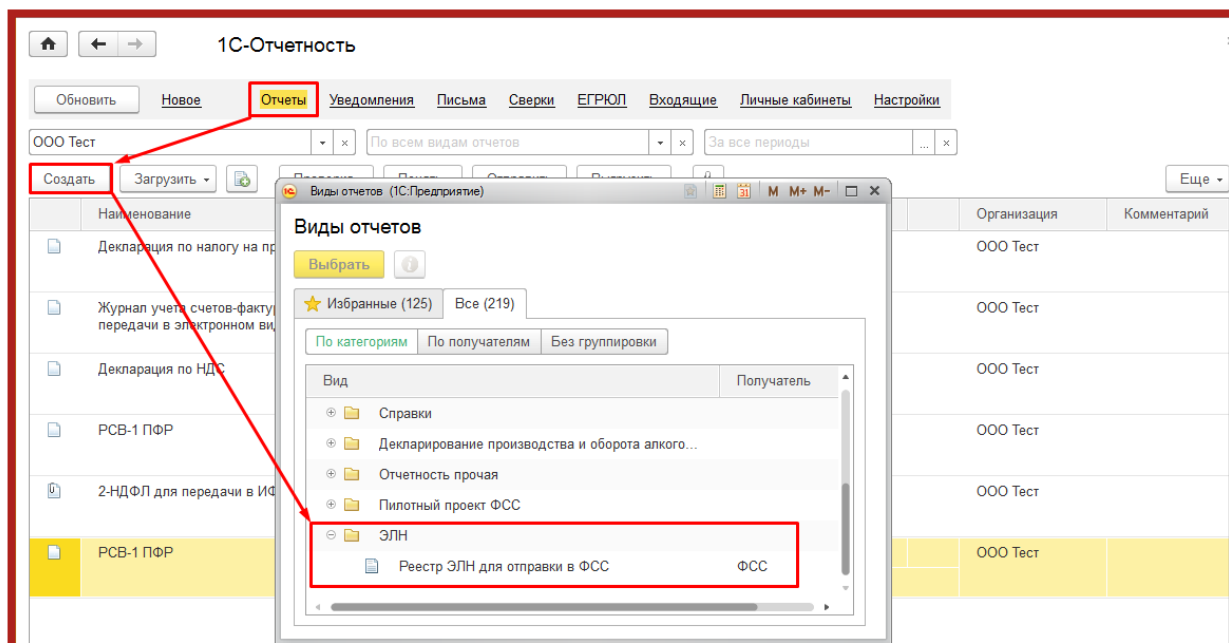 1С-Отчетность
Обновить Новое Отчеты Уведомления Письма Сверки ЕГРЮЛ Входящие Личные кабинеты Настройки
ООО Тест По всем видам отчетов За все периоды ...
Создать Загрузить Еще
Виды отчетов (1С:Предприятие) 31 M M+ M-
Наименование Организация Комментарий
Виды отчетов
Декларация по налогу на пр ООО Тест
Выбрать
Избранные (125) Все (219)
Журнал учета счетов-фактур ООО Тест
передачи в электронном ви
По категориям По получателям Без группировки
Декларация по НДС ООО Тест
Вид Получатель
Справки
РСВ-1 ПФР ООО Тест
Декларирование производства и оборота алкого...
Отчетность прочая
2-НДФЛ для передачи в ИФ ООО Тест
Пилотный проект ФСС
ЭЛН
РСВ-1 ПФР ООО Тест
Реестр ЭЛН для отправки в ФСС ФСС